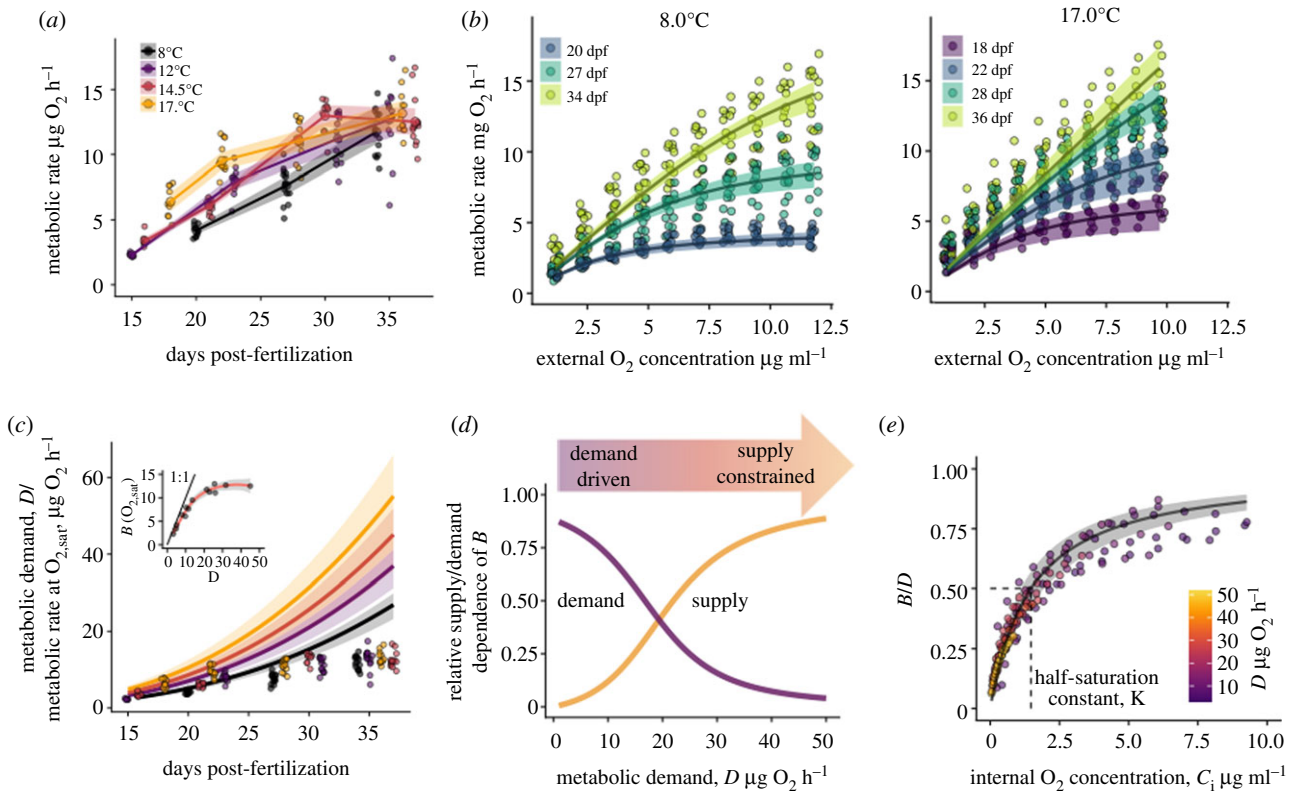 (a)
metabolic rate µg O2 h–1
15
10
5
0
8°C
12°C
14.5°C
17.°C
15 20 25 30 35
days post-fertilization
(b)
8.0°C
metabolic rate mg O2 h–1
15
10
5
0
20 dpf
27 dpf
34 dpf
2.5 5 7.5 10.0 12.5
external O2 concentration µg ml–1
17.0°C
15
10
5
0
18 dpf
22 dpf
28 dpf
36 dpf
2.5 5.0 7.5 10.0 12.5
external O2 concentration µg ml–1
(c)
metabolic demand, D/
metabolic rate at O2,sat, µg O2 h–1
60
40
20
0
B (O2,sat)
15
10
5
0
1:1
0 10 20 30 40 50
D
15 20 25 30 35
days post-fertilization
(d)
demand
driven
supply
constrained
relative supply/demand
dependence of B
1.00
0.75
0.50
0.25
0
demand
supply
0 10 20 30 40 50
metabolic demand, D µg O2 h–1
(e)
B/D
1.00
0.75
0.50
0.25
0
half-saturation
constant, K
50
40
30
20
10
D µg O2 h–1
0 2.5 5.0 7.5 10.0
internal O2 concentration, Ci µg ml–1